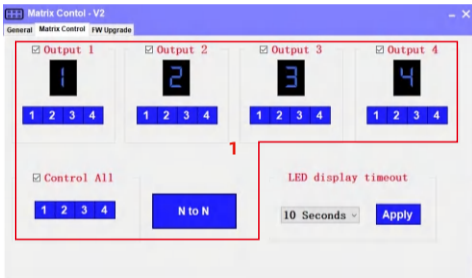 Matrix Contol - V2
General Matrix Control FW Upgrade
Output 1 Output 2 Output 3 Output 4
1 2 3 4
1 2 3 4 1 2 3 4 1 2 3 4 1 2 3 4
1
Control All LED display timeout
1 2 3 4 N to N 10 Seconds Apply